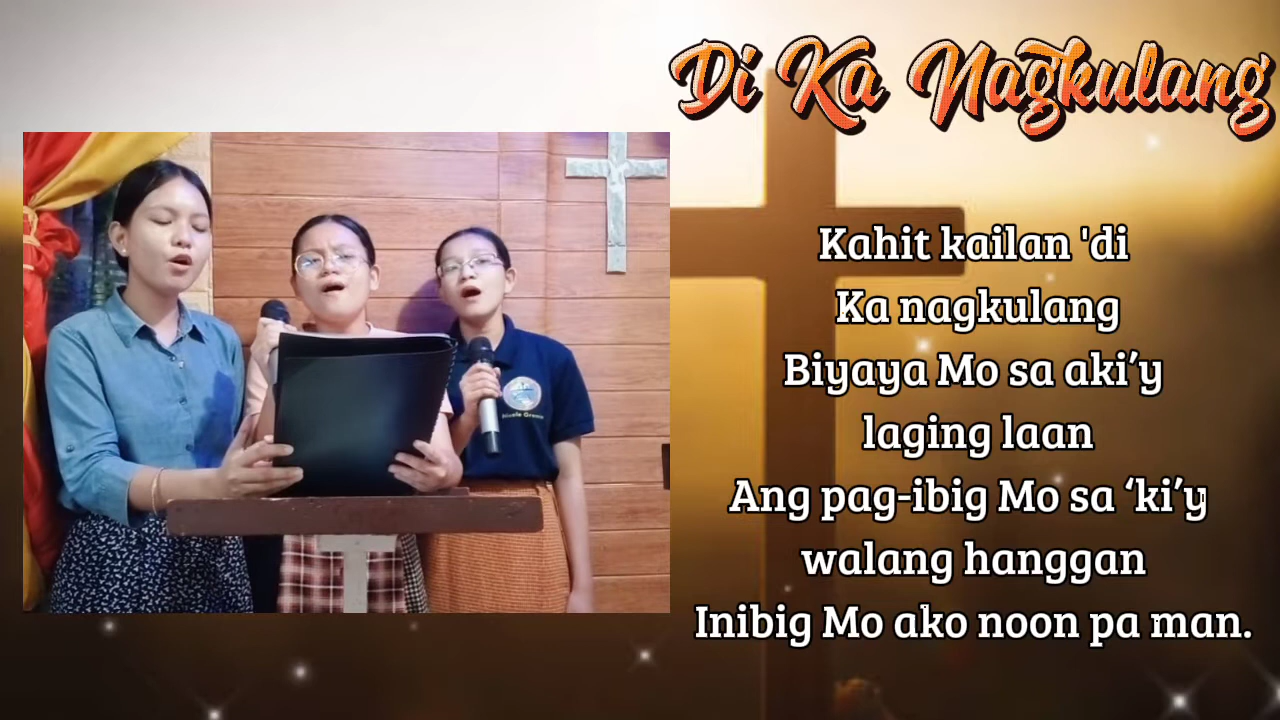 Di Ka Nagkulang
Kahit kailan 'di
Ka nagkulang
Biyaya Mo sa aki’y
laging laan
Ang pag-ibig Mo sa ‘ki’y
walang hanggan
Inibig Mo ako noon pa man.